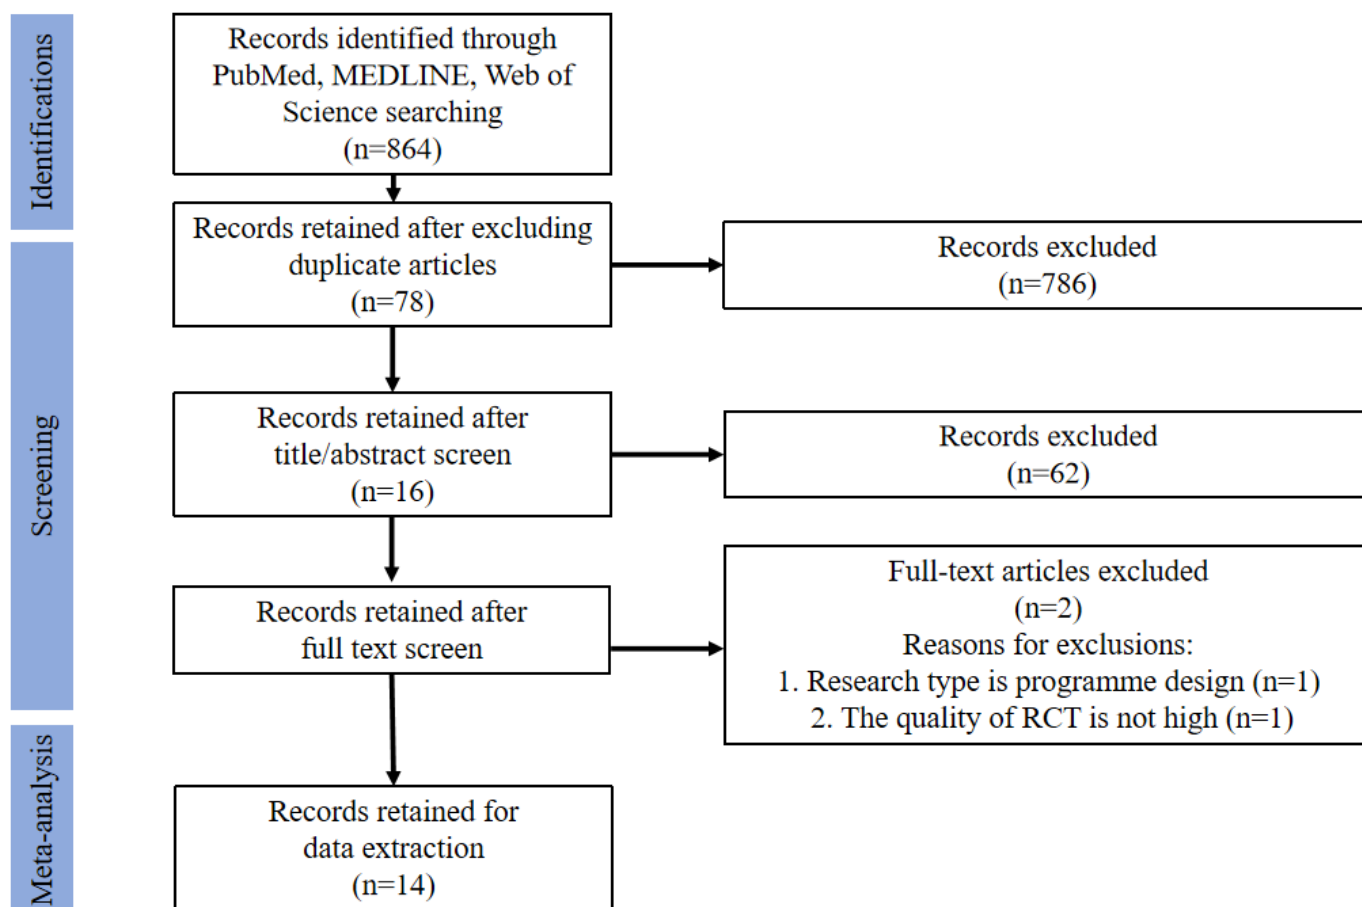 Identifications
Records identified through
PubMed, MEDLINE, Web of
Science searching
(n=864)
Records retained after excluding
duplicate articles
(n=78)
Records excluded
(n=786)
Screening
Records retained after
title/abstract screen
(n=16)
Records excluded
(n=62)
Records retained after
full text screen
Full-text articles excluded
(n=2)
Reasons for exclusions:
1. Research type is programme design (n=1)
2. The quality of RCT is not high (n=1)
Meta-analysis
Records retained for
data extraction
(n=14)